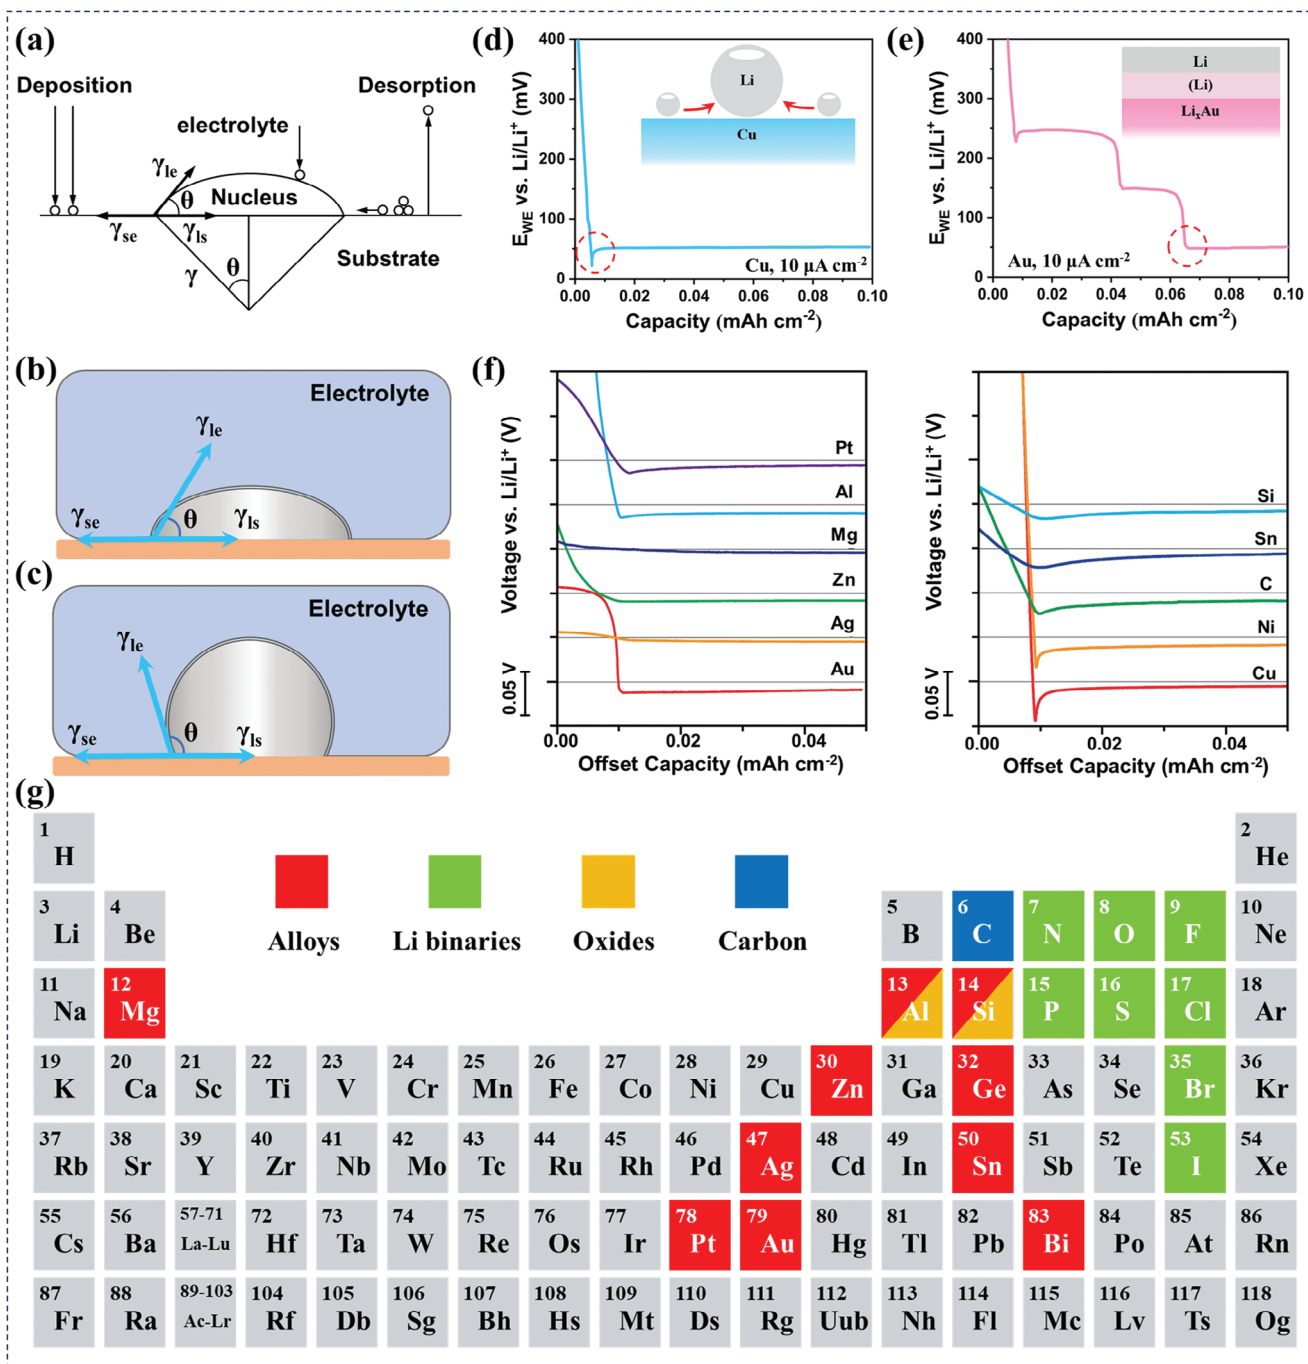 (a)
Deposition
Desorption
electrolyte
γle
θ
Nucleus
γse
γls
Substrate
γ
θ
(b)
Electrolyte
γle
γse
θ
γls
(c)
Electrolyte
γle
γse
θ
γls
(d)
EWE vs. Li/Li+ (mV)
400
300
200
100
0
Li
Cu
Cu, 10 μA cm-2
0.00 0.02 0.04 0.06 0.08 0.10
Capacity (mAh cm-2)
(e)
EWE vs. Li/Li+ (mV)
400
300
200
100
0
Li
(Li)
LixAu
Au, 10 μA cm-2
0.00 0.02 0.04 0.06 0.08 0.10
Capacity (mAh cm-2)
(f)
Voltage vs. Li/Li+ (V)
0.05 V
Pt
Al
Mg
Zn
Ag
Au
0.00 0.02 0.04
Offset Capacity (mAh cm-2)
Voltage vs. Li/Li+ (V)
0.05 V
Si
Sn
C
Ni
Cu
0.00 0.02 0.04
Offset Capacity (mAh cm-2)
(g)
Alloys Li binaries Oxides Carbon
1 2
H He
3 4 5 6 7 8 9 10
Li Be B C N O F Ne
11 12 13 14 15 16 17 18
Na Mg Al Si P S Cl Ar
19 20 21 22 23 24 25 26 27 28 29 30 31 32 33 34 35 36
K Ca Sc Ti V Cr Mn Fe Co Ni Cu Zn Ga Ge As Se Br Kr
37 38 39 40 41 42 43 44 45 46 47 48 49 50 51 52 53 54
Rb Sr Y Zr Nb Mo Tc Ru Rh Pd Ag Cd In Sn Sb Te I Xe
55 56 57-71 72 73 74 75 76 77 78 79 80 81 82 83 84 85 86
Cs Ba La-Lu Hf Ta W Re Os Ir Pt Au Hg Tl Pb Bi Po At Rn
87 88 89-103 104 105 106 107 108 109 110 111 112 113 114 115 116 117 118
Fr Ra Ac-Lr Rf Db Sg Bh Hs Mt Ds Rg Uub Nh Fl Mc Lv Ts Og